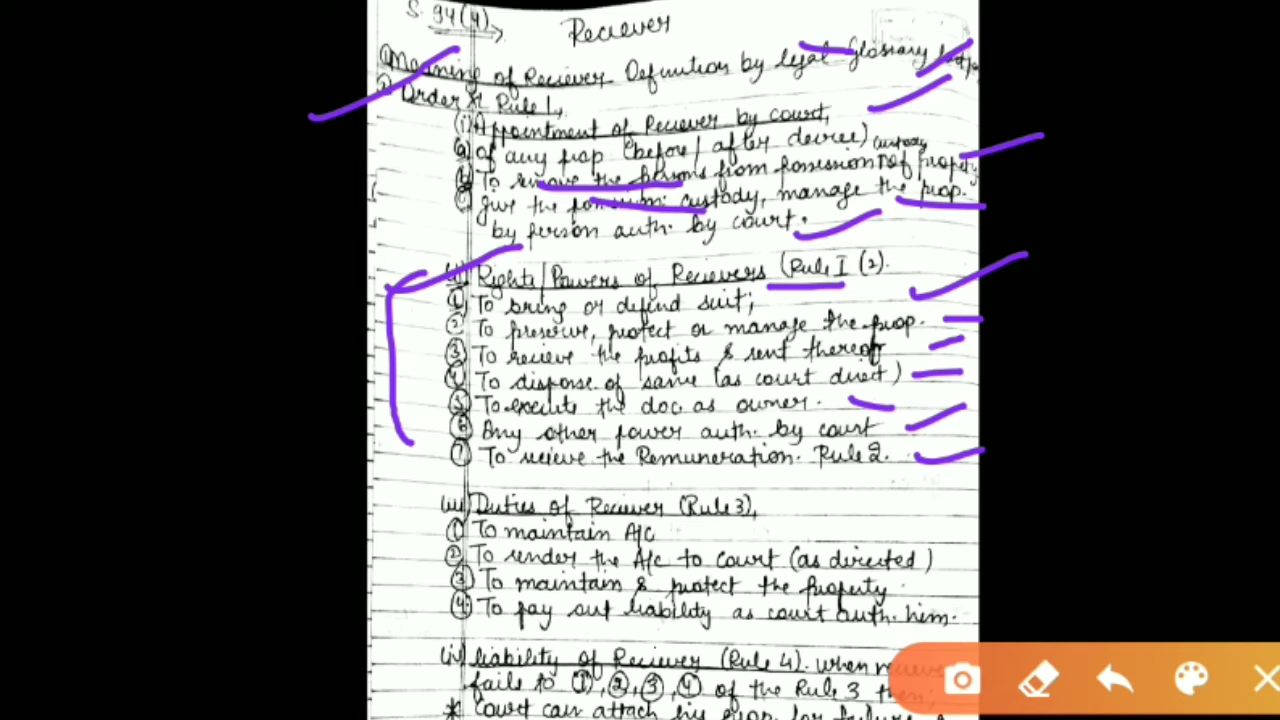 S. 94(4)
Reciever
① Meaning of Reciever Definition by legal Glossary
② Order XL Rule 1,
(i) Appointment of Reciever by court,
(a) of any prop (before / after decree)
(b) To remove the persons from possession or custody of property
(c) give the possession: custody, manage the prop.
by person auth. by court.
(ii) Rights/Powers of Recievers (Rule I (2).
① To bring or defend suit;
② To preserve, protect or manage the prop.
③ To recieve the profits & rent thereof
④ To dispose of same (as court direct)
⑤ To execute the doc as owner.
⑥ Any other power auth. by court
⑦ To recieve the Remuneration. Rule 2.
(iii) Duties of Reciever (Rule 3),
① To maintain A/c
② To render the A/c to court (as directed)
③ To maintain & protect the property
④ To pay out liability as court auth. him.
(iv) liability of Reciever (Rule 4). when
fails to ①, ②, ③, ④ of the Rule 3 then;
* Court can attach his prop. for failure